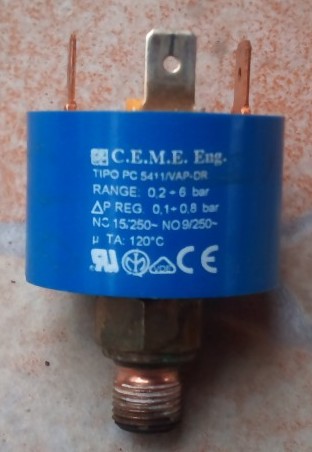 C.E.M.E. Eng.
TIPO PC 5411/VAP-DR
RANGE: 0,2 ÷ 6 bar
△P REG. 0,1÷0,8 bar
NC 15/250~ NO 9/250~
µ TA: 120°C
VDE CE